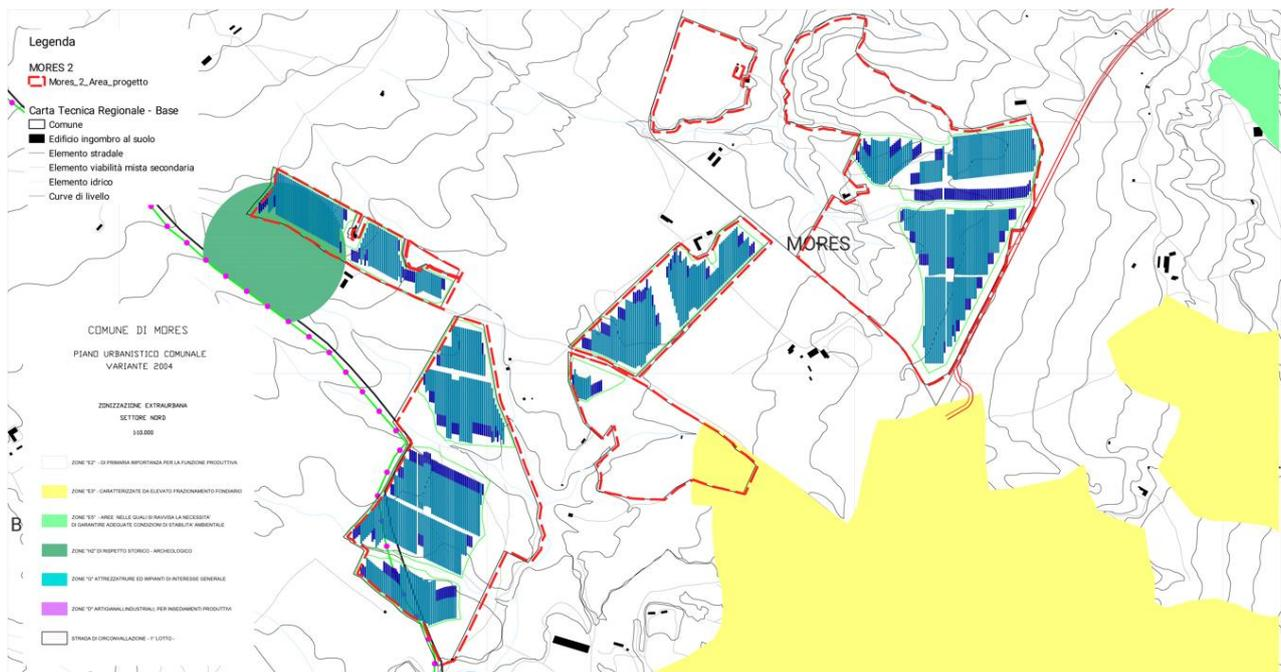 Legenda
MORES 2
Mores_2_Area_progetto
Carta Tecnica Regionale - Base
Comune
Edificio ingombro al suolo
Elemento stradale
Elemento viabilità mista secondaria
Elemento idrico
Curve di livello
MORES
COMUNE DI MORES
PIANO URBANISTICO COMUNALE
VARIANTE 2004
ZONIZZAZIONE EXTRAURBANA
SETTORE NORD
1:10.000
ZONE "E2" - DI PRIMARIA IMPORTANZA PER LA FUNZIONE PRODUTTIVA
ZONE "E3" - CARATTERIZZATE DA ELEVATO FRAZIONAMENTO FONDIARIO
ZONE "E5" - AREE NELLE QUALI SI RAVVISA LA NECESSITA'
DI GARANTIRE ADEGUATE CONDIZIONI DI STABILITA' AMBIENTALE
B
ZONE "H2" DI RISPETTO STORICO - ARCHEOLOGICO
ZONE "G" ATTREZZATRURE ED IMPIANTI DI INTERESSE GENERALE
ZONE "D" ARTIGIANALI,INDUSTRIALI, PER INSEDIAMENTI PRODUTTIVI
STRADA DI CIRCONVALLAZIONE - 1° LOTTO -